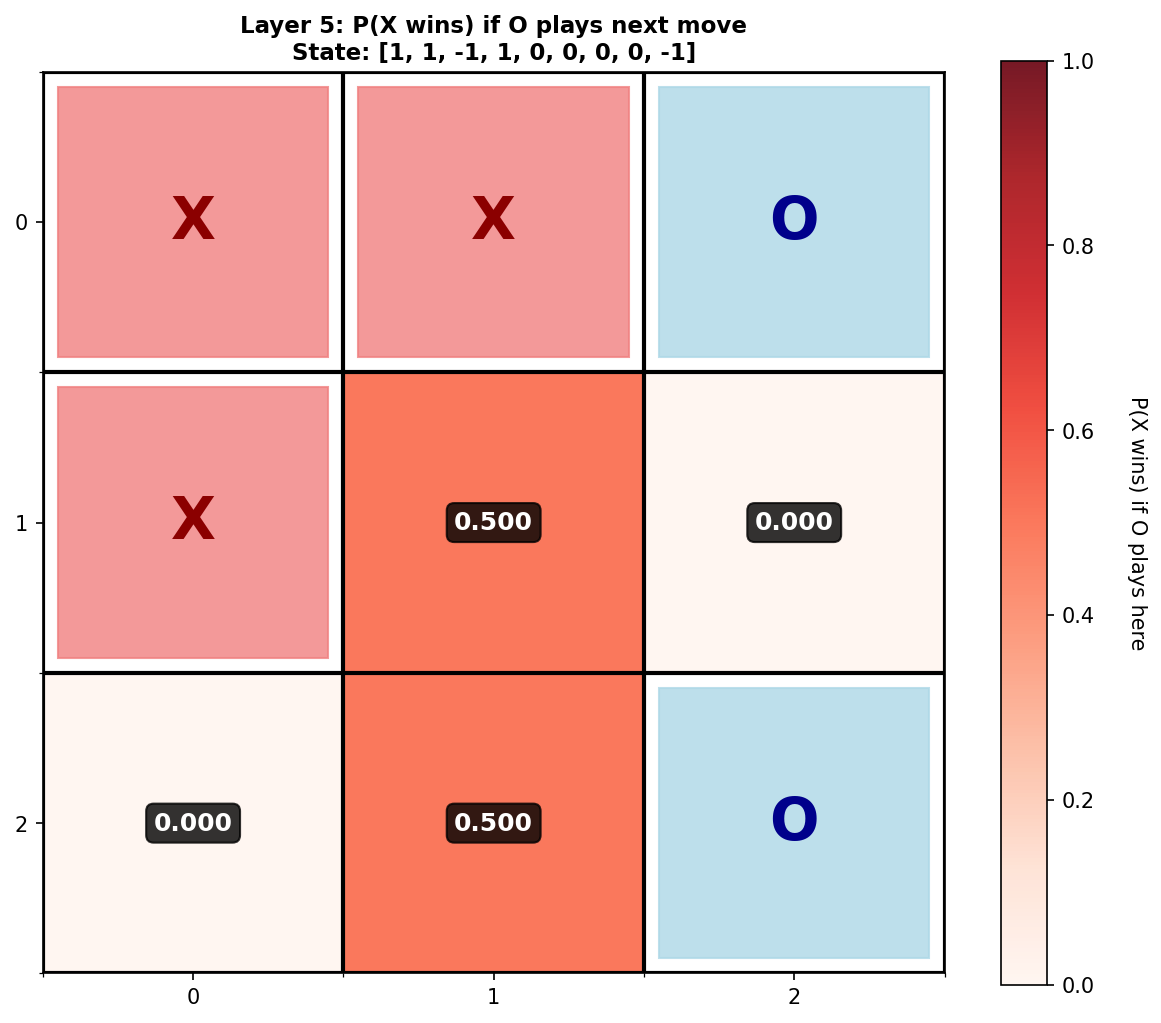 Layer 5: P(X wins) if O plays next move
State: [1, 1, -1, 1, 0, 0, 0, 0, -1]
0
X
X
O
1
X
0.500
0.000
2
0.000
0.500
O
0
1
2
1.0
0.8
0.6
0.4
0.2
0.0
P(X wins) if O plays here